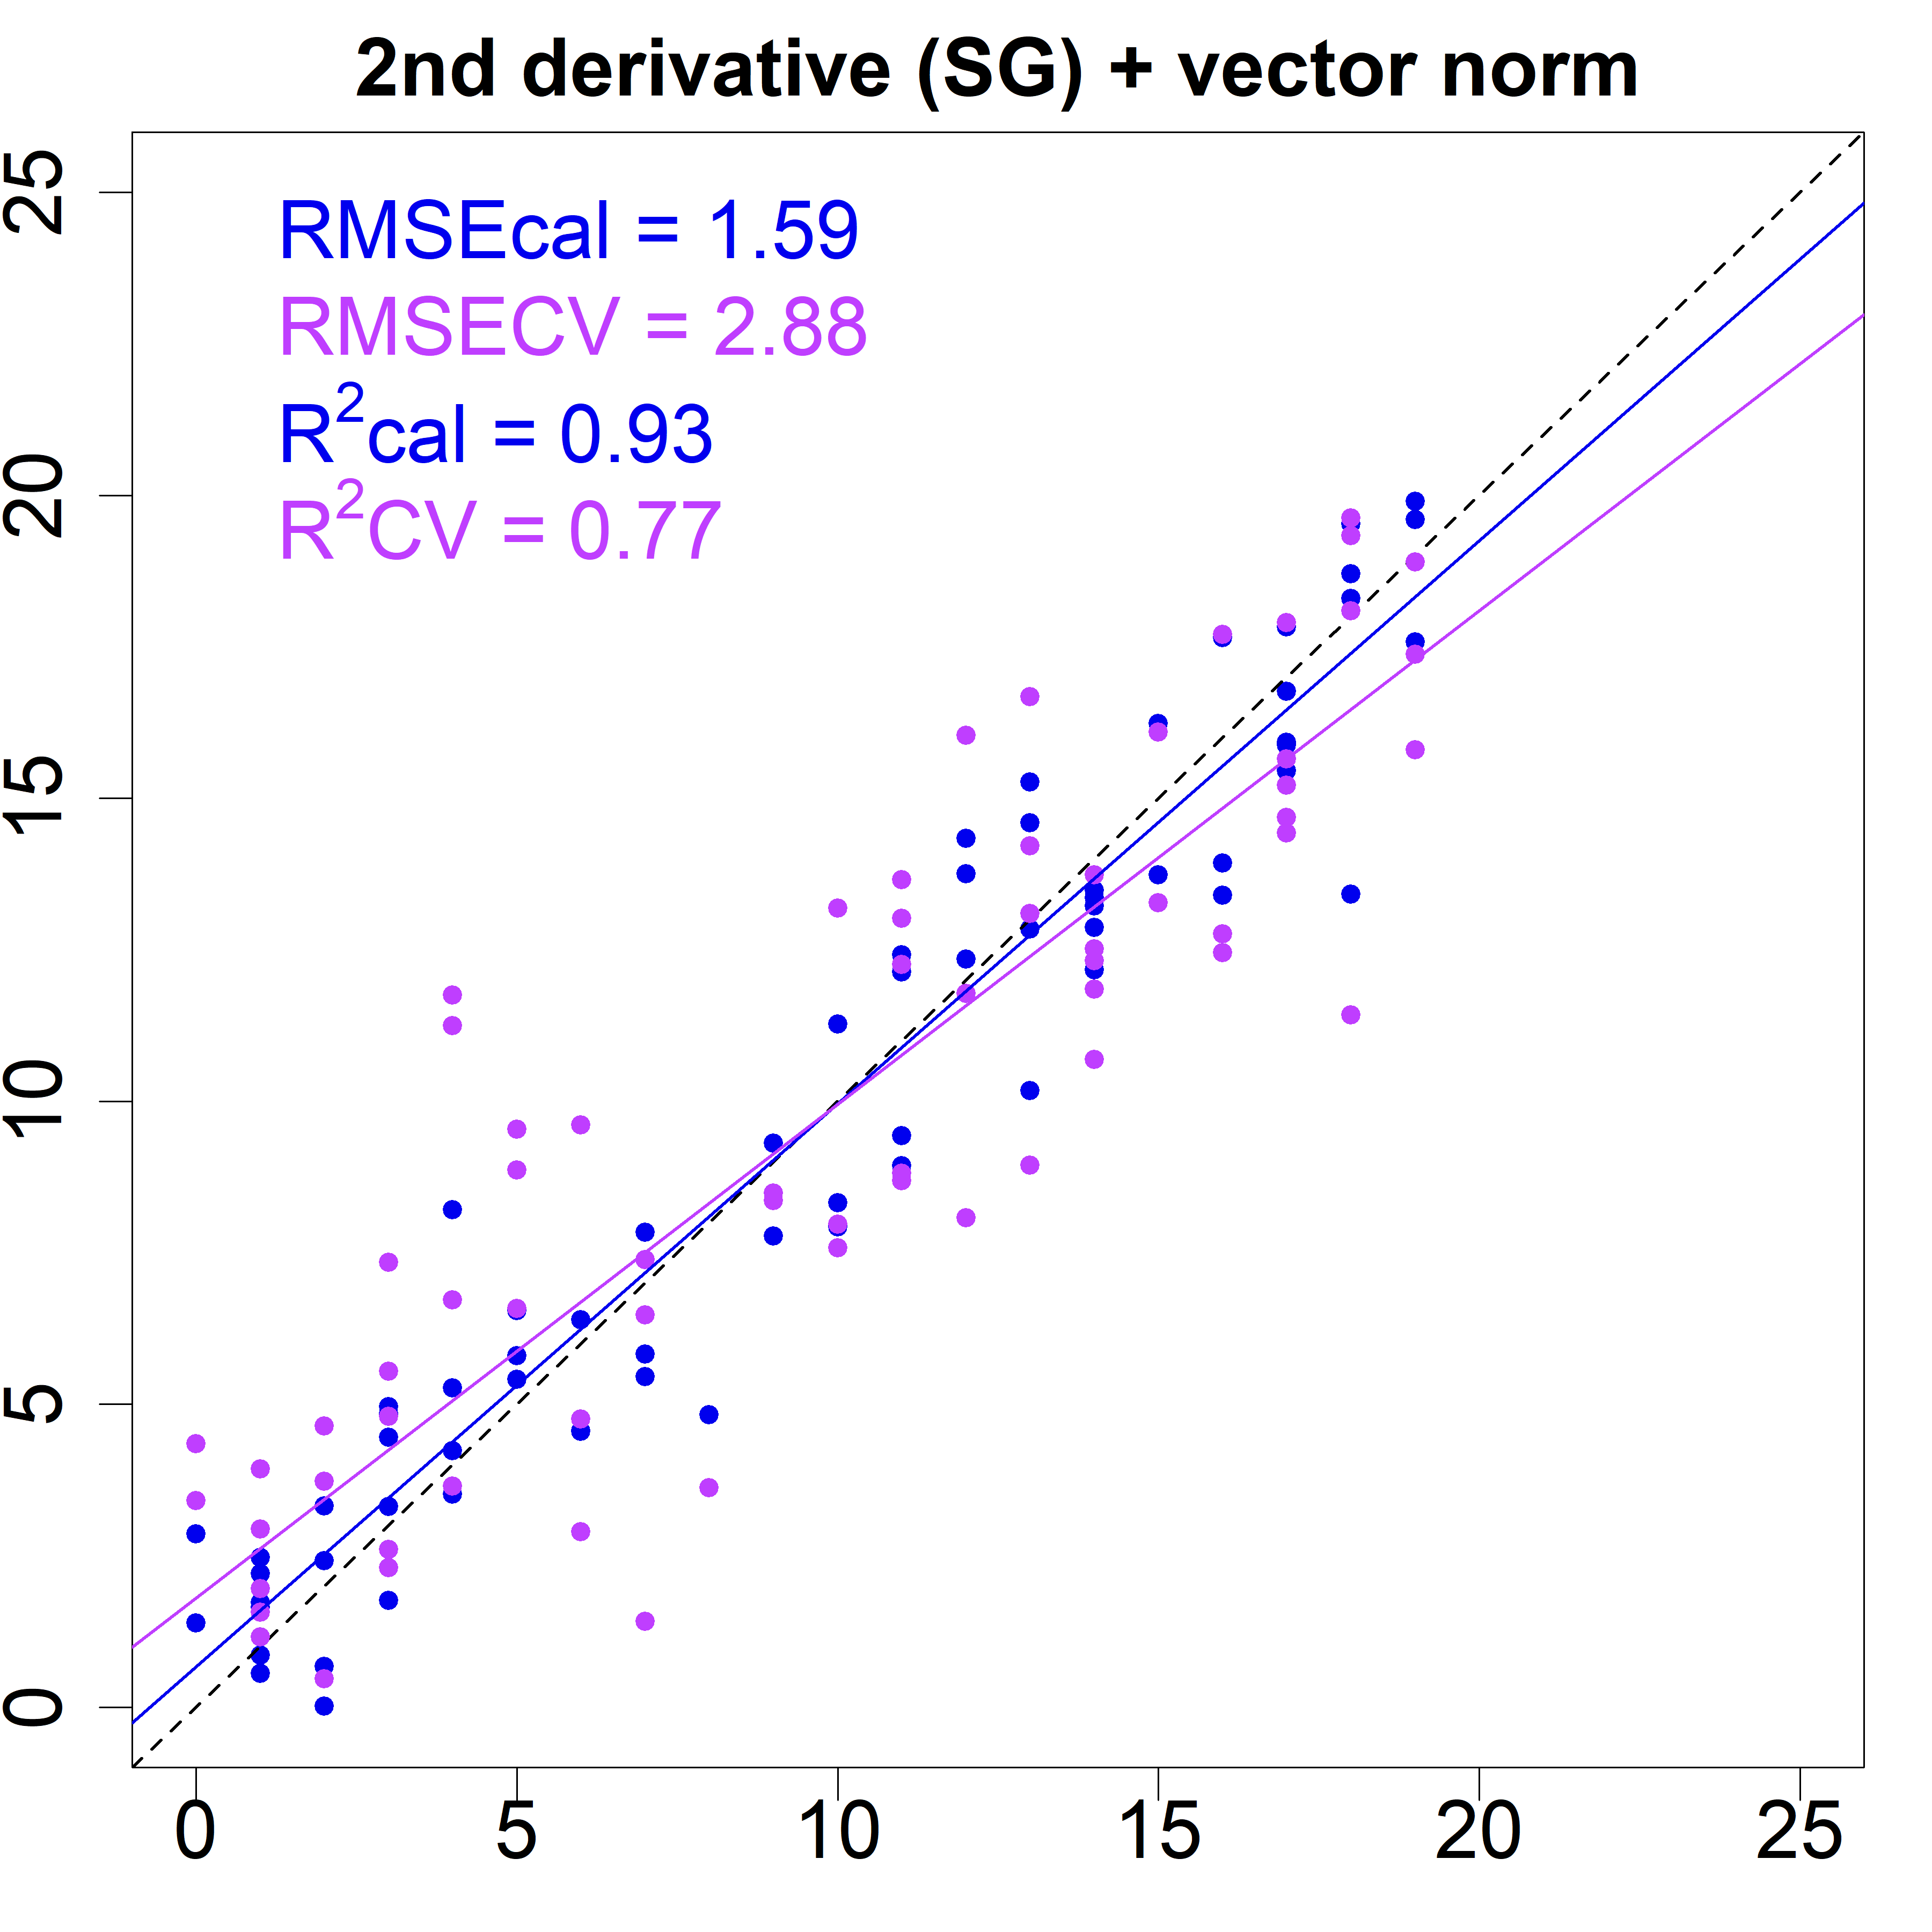 2nd derivative (SG) + vector norm
RMSEcal = 1.59
RMSECV = 2.88
R²cal = 0.93
R²CV = 0.77
25
20
15
10
5
0
0 5 10 15 20 25